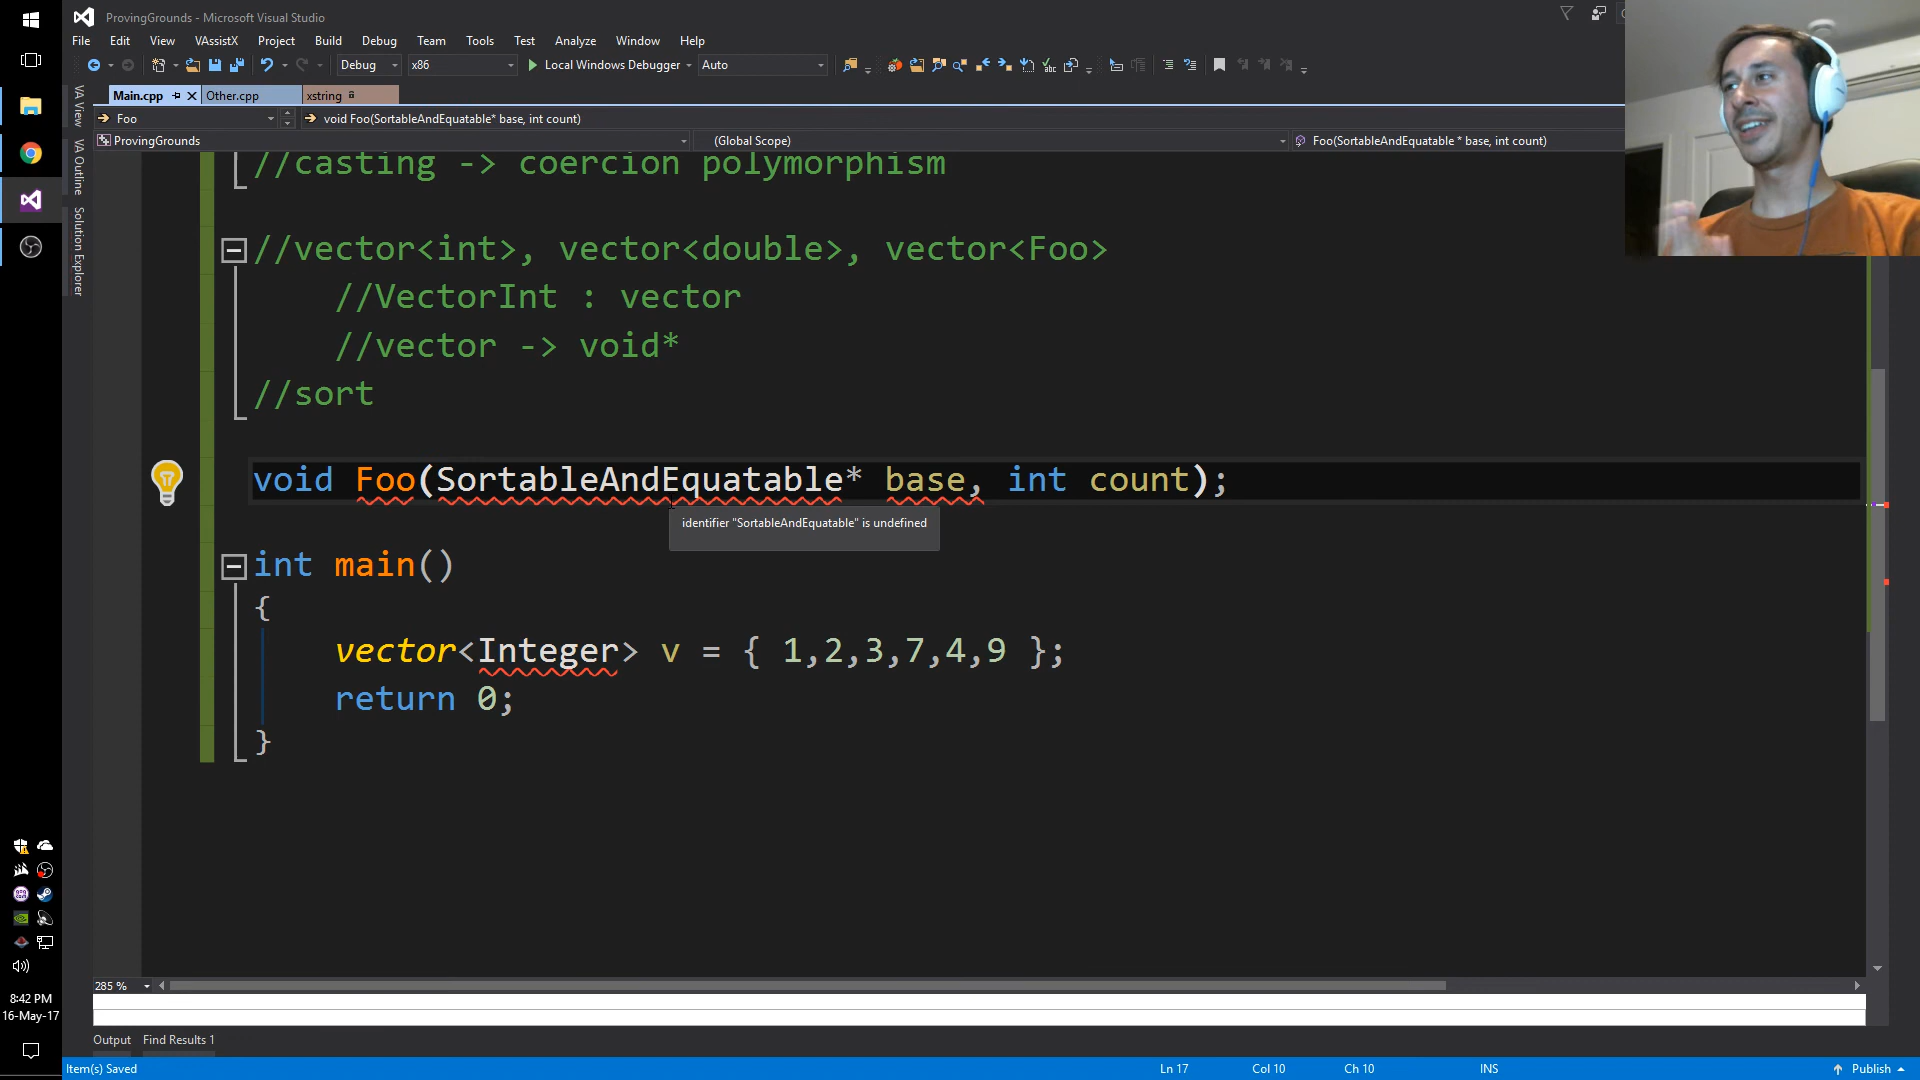 ProvingGrounds - Microsoft Visual Studio
File Edit View VAssistX Project Build Debug Team Tools Test Analyze Window Help
Debug x86 Local Windows Debugger Auto
Main.cpp Other.cpp xstring
Foo void Foo(SortableAndEquatable* base, int count)
ProvingGrounds (Global Scope) Foo(SortableAndEquatable * base, int count)
VA View
VA Outline
Solution Explorer
//casting -> coercion polymorphism
//vector<int>, vector<double>, vector<Foo>
//VectorInt : vector
//vector -> void*
//sort
void Foo(SortableAndEquatable* base, int count);
identifier "SortableAndEquatable" is undefined
int main()
{
vector<Integer> v = { 1,2,3,7,4,9 };
return 0;
}
285 %
Output Find Results 1
Item(s) Saved Ln 17 Col 10 Ch 10 INS Publish
8:42 PM
16-May-17